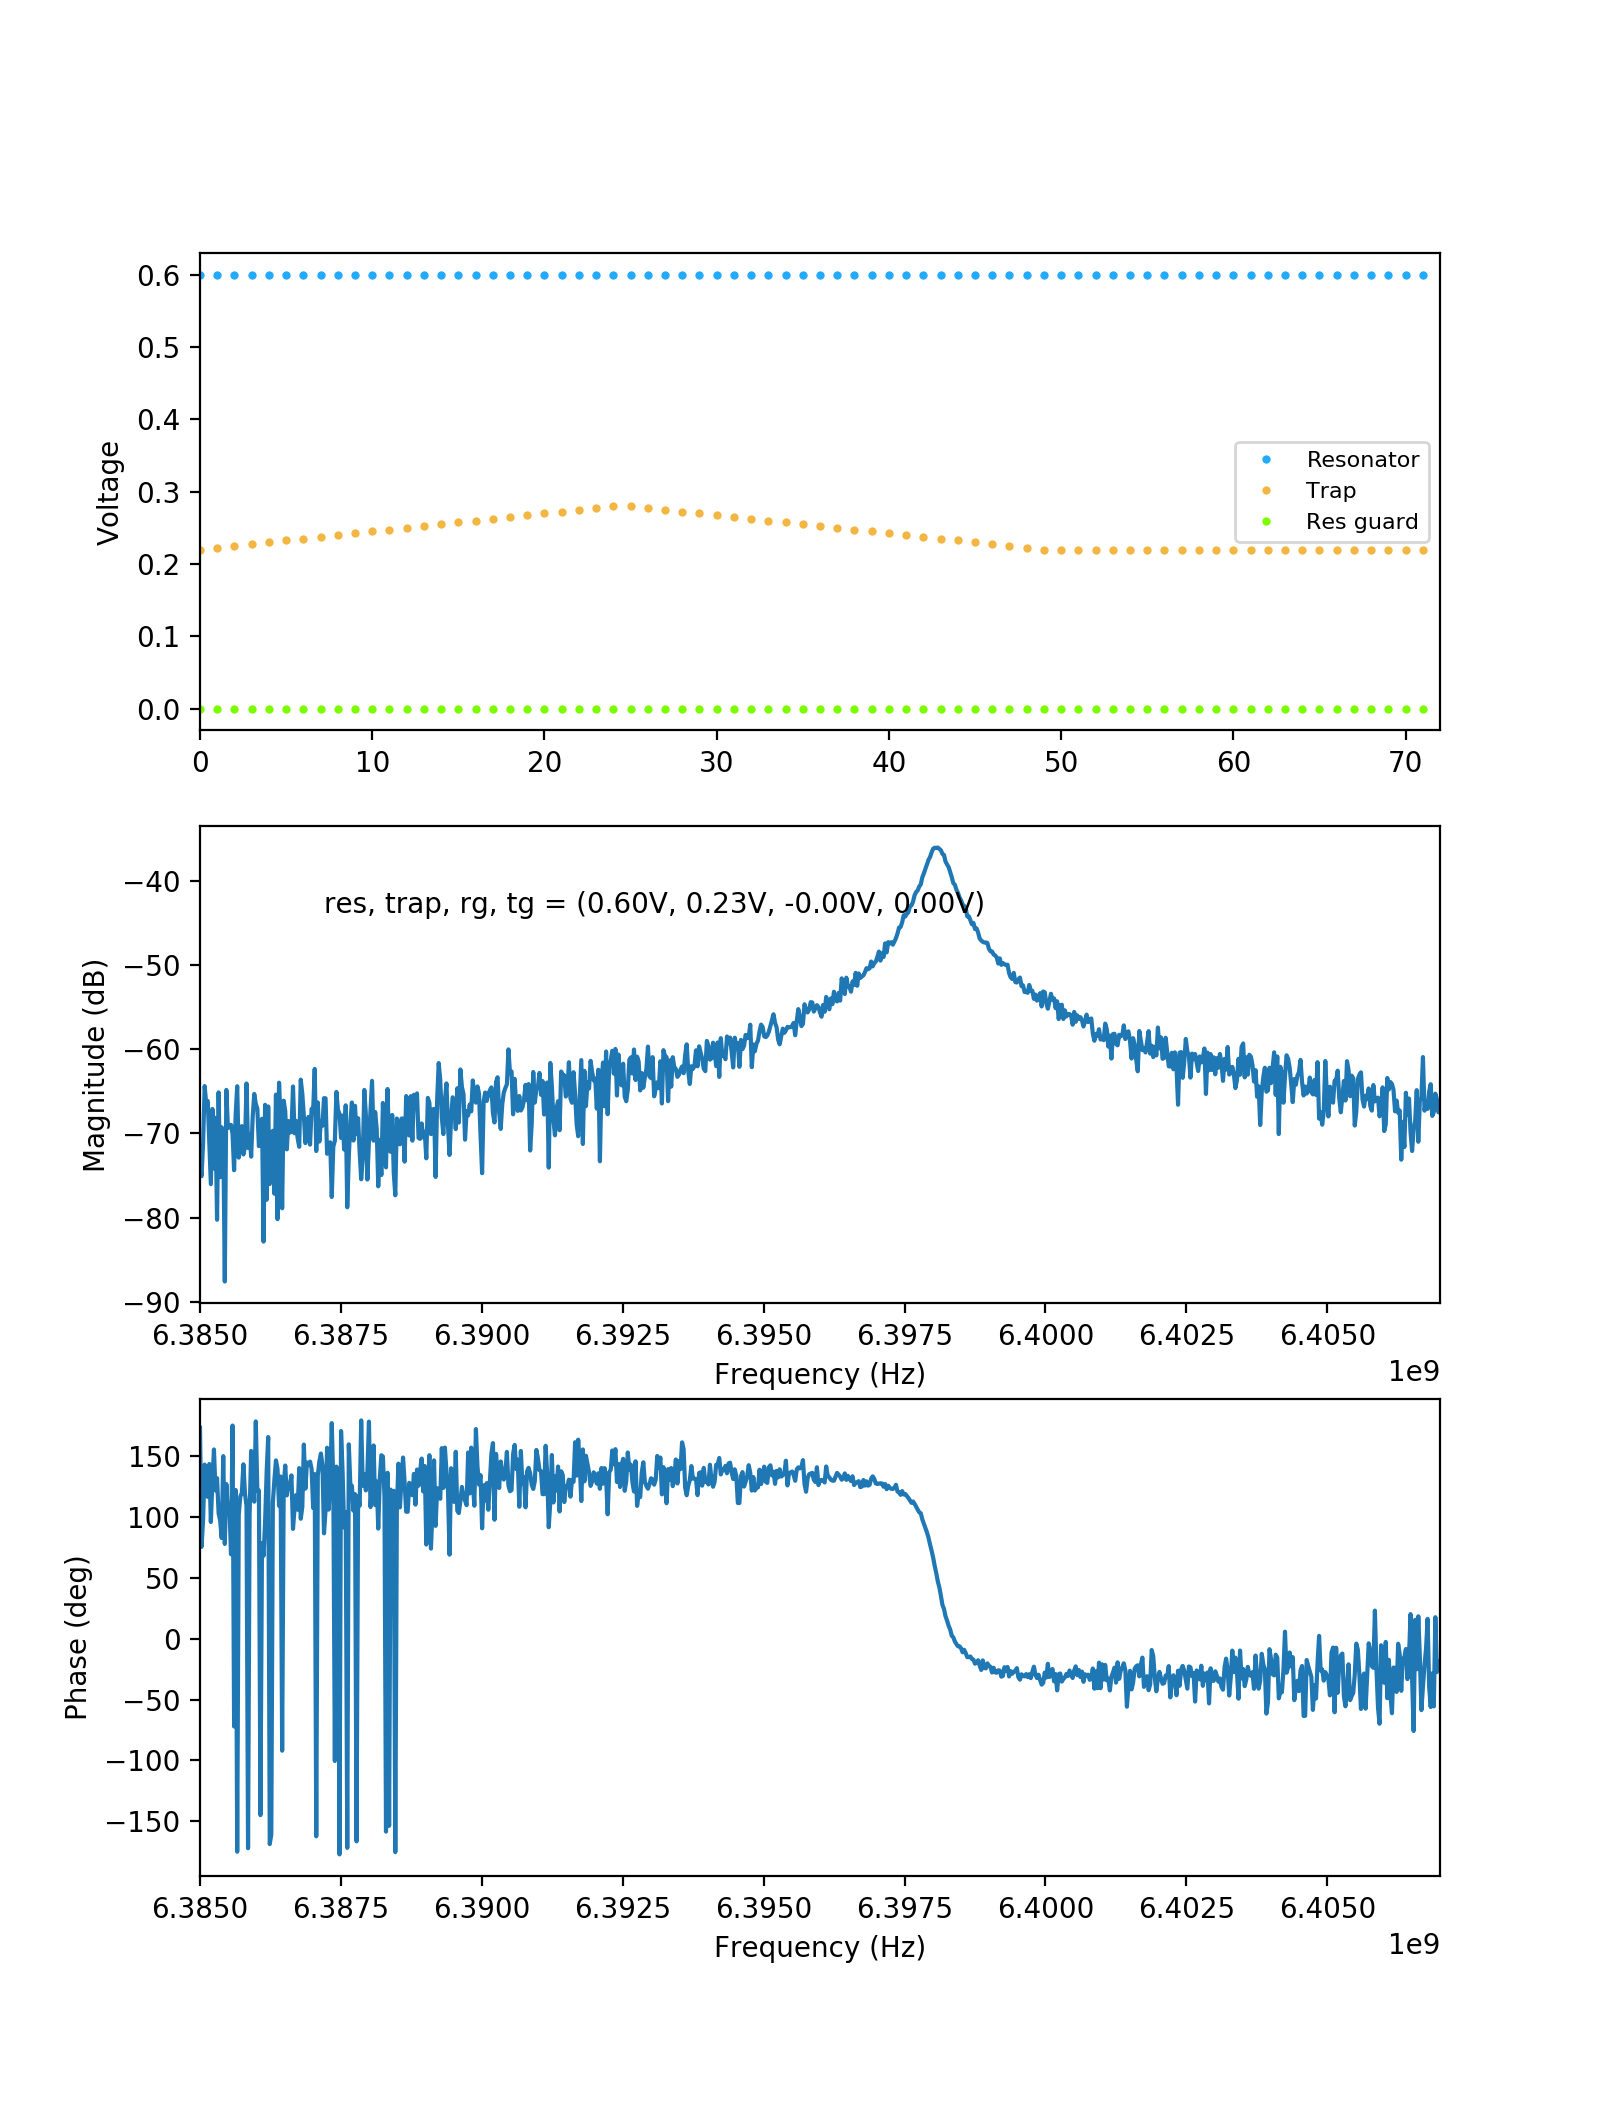 0.6
0.5
0.4
0.3
0.2
0.1
0.0
Voltage
Resonator
Trap
Res guard
0 10 20 30 40 50 60 70
−40
−50
−60
−70
−80
−90
Magnitude (dB)
res, trap, rg, tg = (0.60V, 0.23V, -0.00V, 0.00V)
6.3850 6.3875 6.3900 6.3925 6.3950 6.3975 6.4000 6.4025 6.4050
1e9
Frequency (Hz)
150
100
50
0
−50
−100
−150
Phase (deg)
6.3850 6.3875 6.3900 6.3925 6.3950 6.3975 6.4000 6.4025 6.4050
1e9
Frequency (Hz)